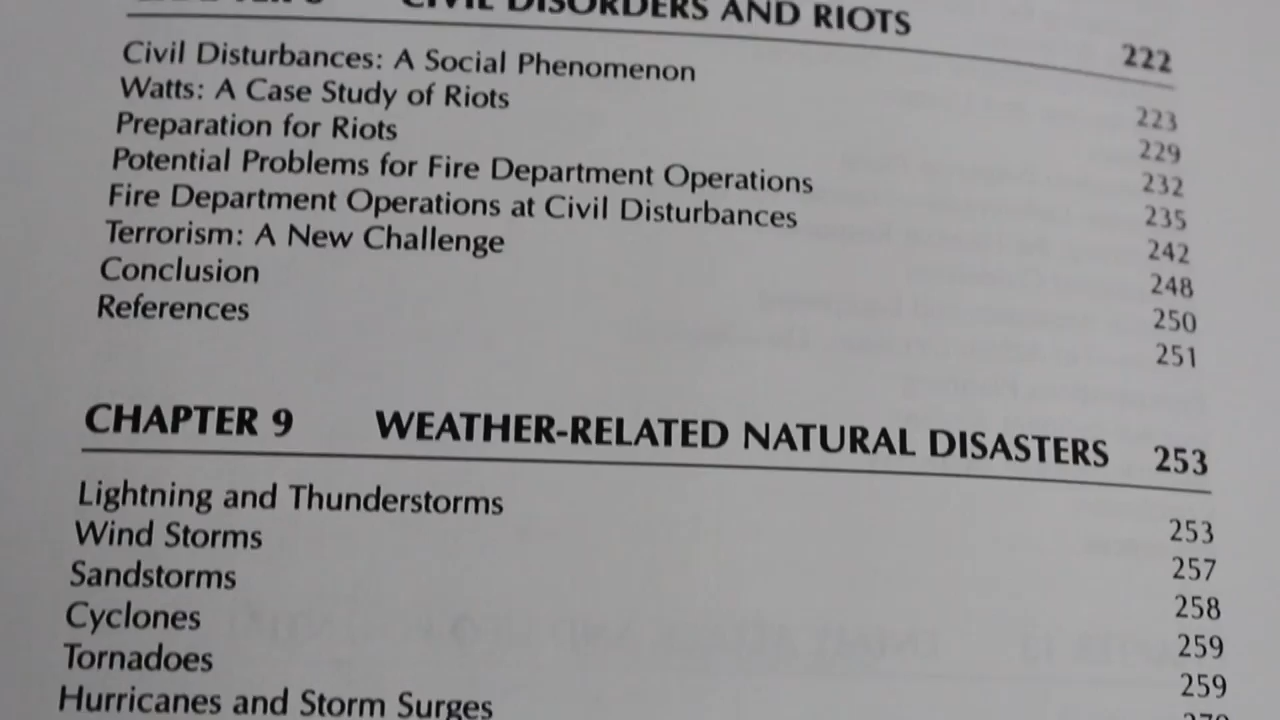 CIVIL DISORDERS AND RIOTS 222
Civil Disturbances: A Social Phenomenon 223
Watts: A Case Study of Riots 229
Preparation for Riots 232
Potential Problems for Fire Department Operations 235
Fire Department Operations at Civil Disturbances 242
Terrorism: A New Challenge 248
Conclusion 250
References 251
CHAPTER 9 WEATHER-RELATED NATURAL DISASTERS 253
Lightning and Thunderstorms 253
Wind Storms 257
Sandstorms 258
Cyclones 259
Tornadoes 259
Hurricanes and Storm Surges